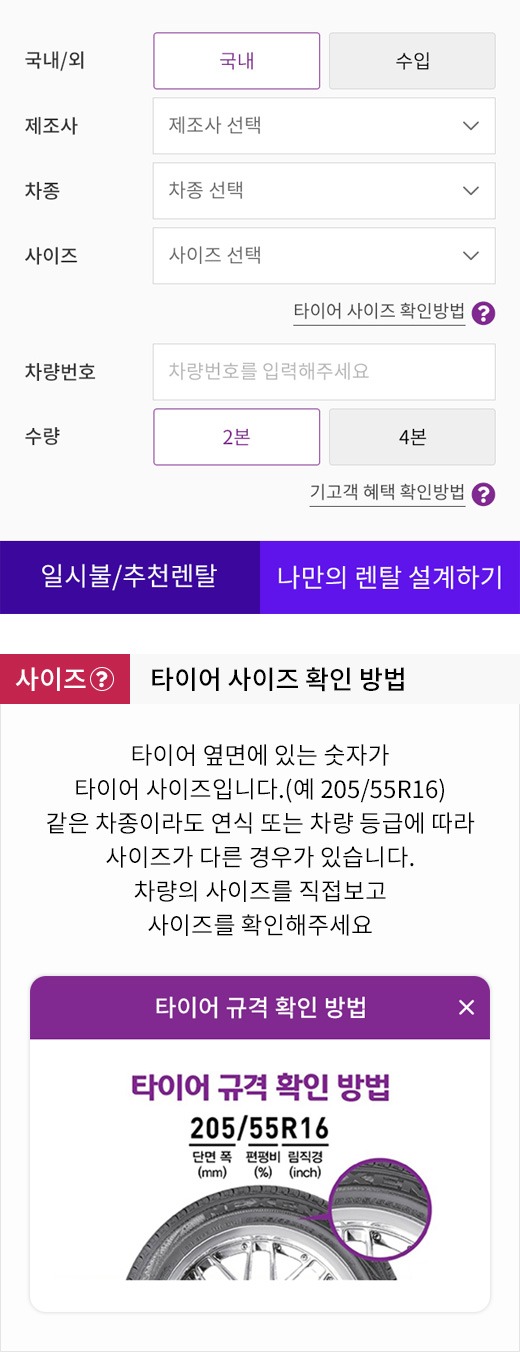 국내/외 국내 수입
제조사 제조사 선택
차종 차종 선택
사이즈 사이즈 선택
타이어 사이즈 확인방법 ?
차량번호 차량번호를 입력해주세요
수량 2본 4본
기고객 혜택 확인방법 ?
일시불/추천렌탈 나만의 렌탈 설계하기
사이즈? 타이어 사이즈 확인 방법
타이어 옆면에 있는 숫자가
타이어 사이즈입니다.(예 205/55R16)
같은 차종이라도 연식 또는 차량 등급에 따라
사이즈가 다른 경우가 있습니다.
차량의 사이즈를 직접보고
사이즈를 확인해주세요
타이어 규격 확인 방법
타이어 규격 확인 방법
205/55R16
단면 폭 편평비 림직경
(mm) (%) (inch)